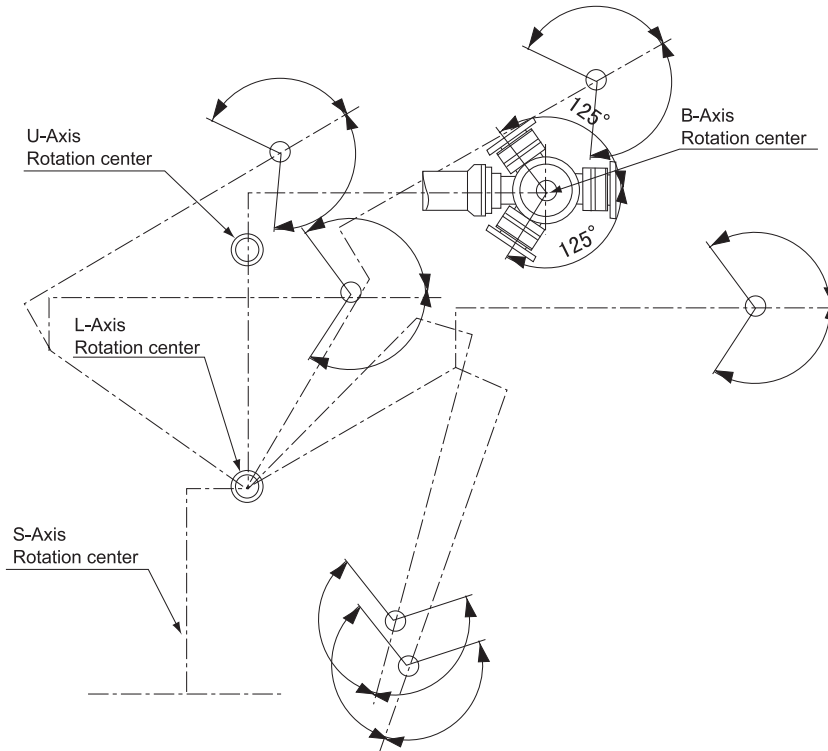 U-Axis
Rotation center
B-Axis
Rotation center
125°
125°
L-Axis
Rotation center
S-Axis
Rotation center